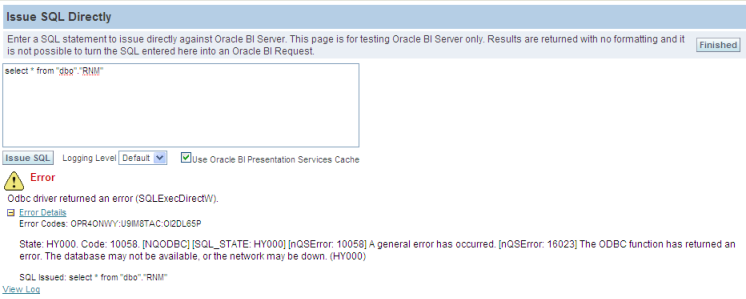 Issue SQL Directly
Enter a SQL statement to issue directly against Oracle BI Server. This page is for testing Oracle BI Server only. Results are returned with no formatting and it
is not possible to turn the SQL entered here into an Oracle BI Request.
Finished
select * from "dbo"."RNM"
Issue SQL Logging Level Default Use Oracle BI Presentation Services Cache
Error
Odbc driver returned an error (SQLExecDirectW).
Error Details
Error Codes: OPR4ONWY:U9IM8TAC:OI2DL65P
State: HY000. Code: 10058. [NQODBC] [SQL_STATE: HY000] [nQSError: 10058] A general error has occurred. [nQSError: 16023] The ODBC function has returned an
error. The database may not be available, or the network may be down. (HY000)
SQL Issued: select * from "dbo"."RNM"
View Log